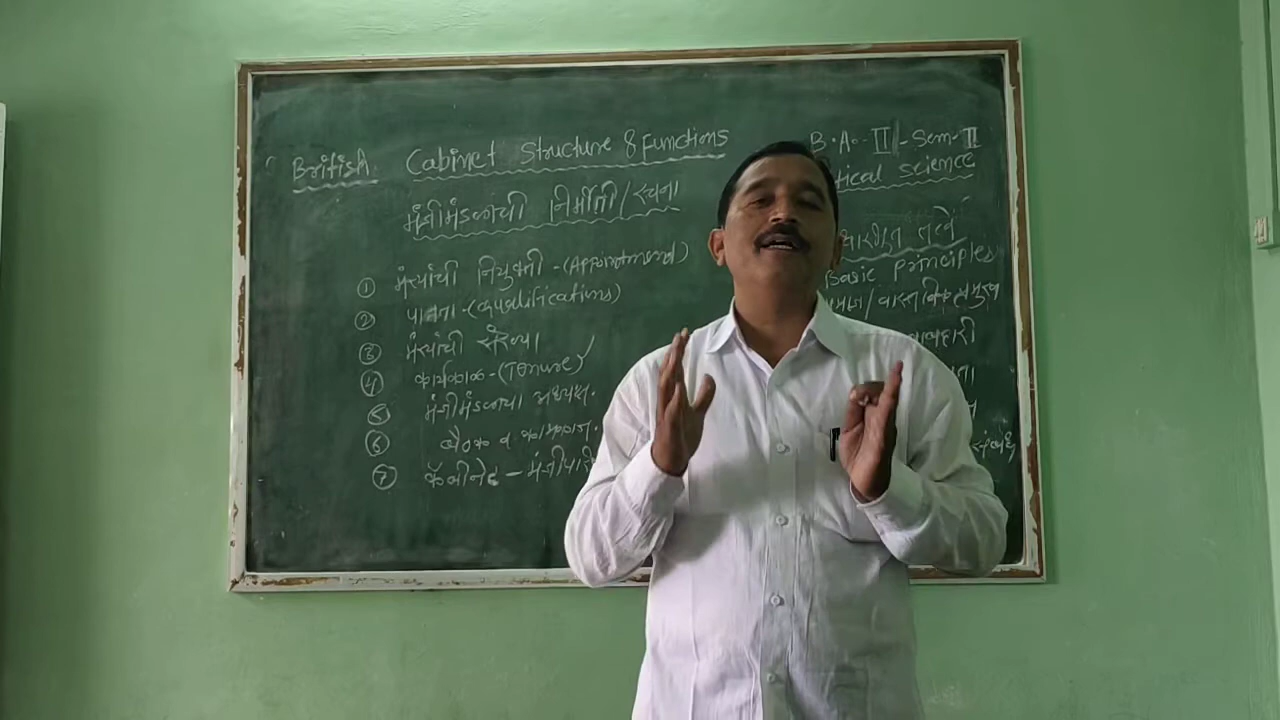 British. Cabinet Structure & Functions
मंत्रीमंडळाची निर्मीती/रचना
① मंत्र्यांची नियुक्ती -(Appointment)
② पात्रता -(Qualifications)
③ मंत्र्यांची संख्या
④ कार्यकाळ -(Tenure)
⑤ मंत्रीमंडळाचा अध्यक्ष.
⑥ बैठक व
⑦ कॅबीनेट - मंत्रीपरि
B.A. II - Sem. II
tical science
तत्वे
Basic Principles